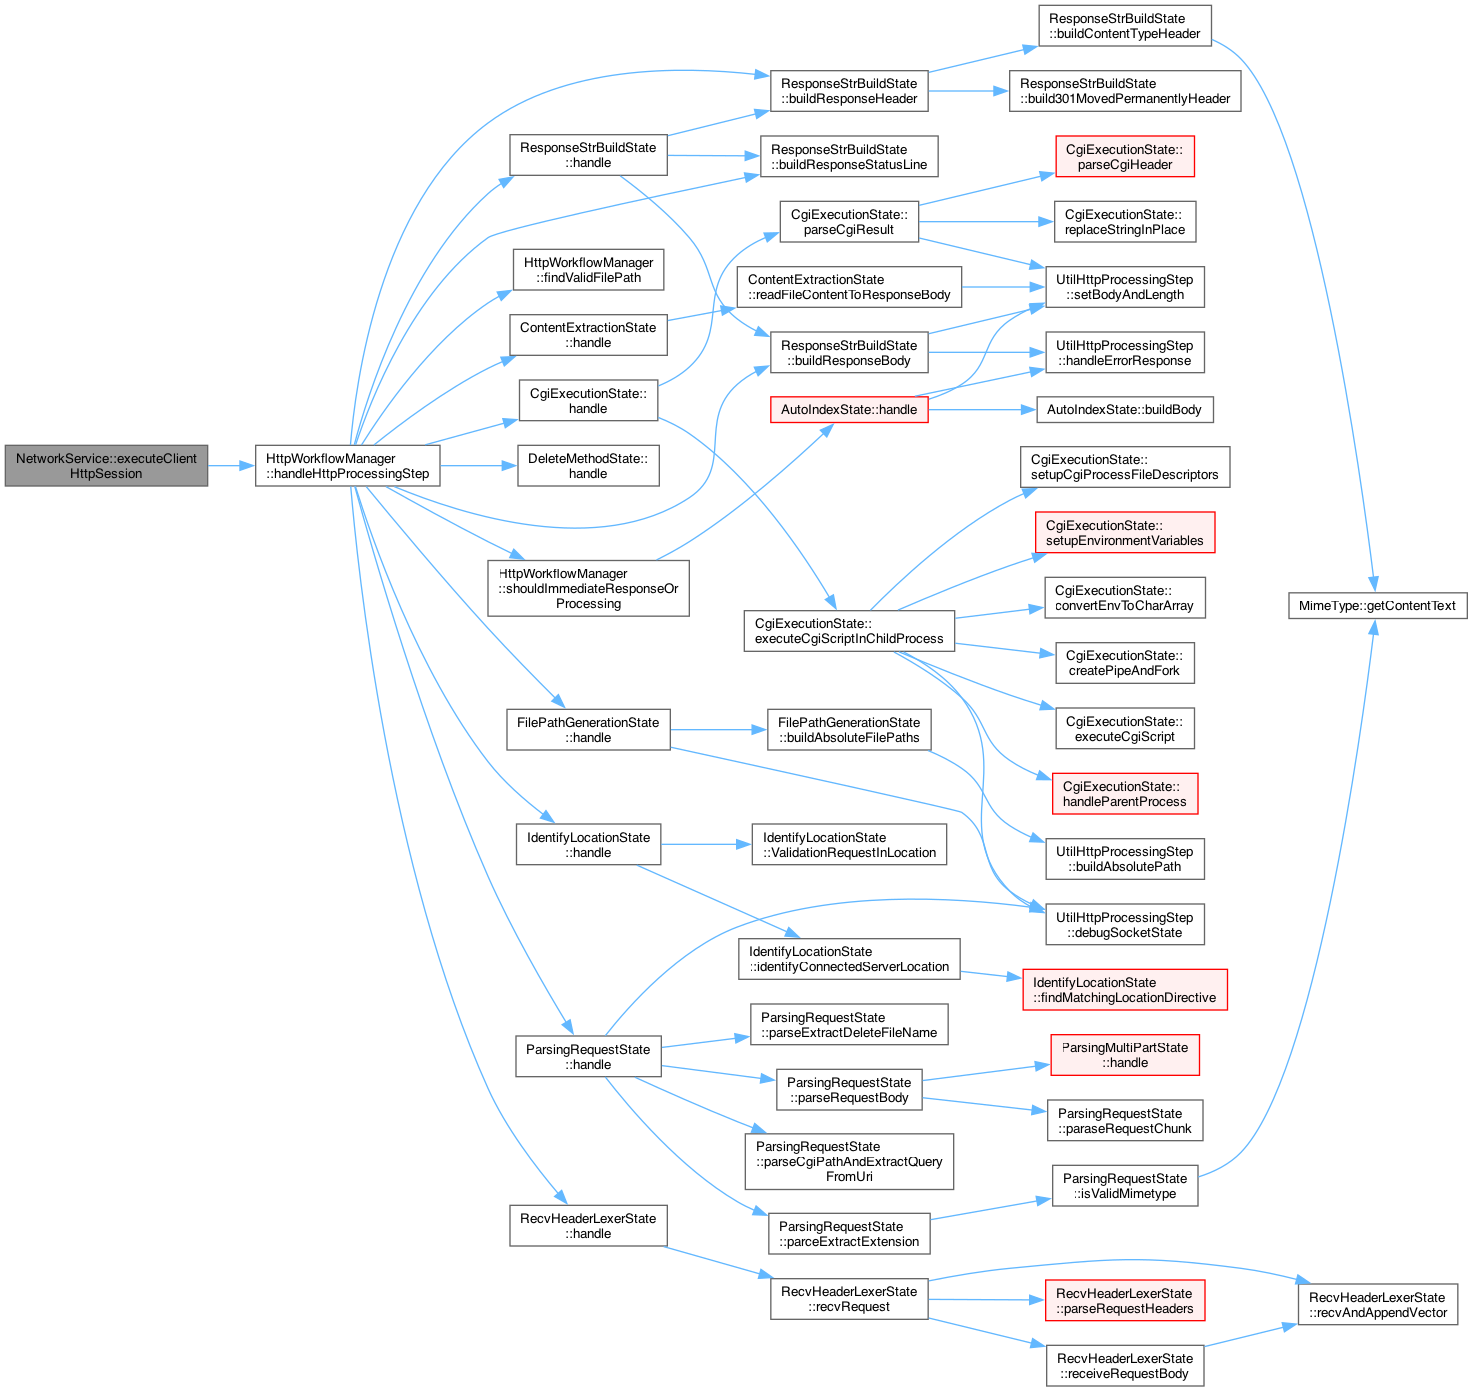 NetworkService::executeClient
HttpSession
HttpWorkflowManager
::handleHttpProcessingStep
ResponseStrBuildState
::handle
HttpWorkflowManager
::findValidFilePath
ContentExtractionState
::handle
CgiExecutionState::
handle
DeleteMethodState::
handle
HttpWorkflowManager
::shouldImmediateResponseOr
Processing
FilePathGenerationState
::handle
IdentifyLocationState
::handle
ParsingRequestState
::handle
RecvHeaderLexerState
::handle
ResponseStrBuildState
::buildResponseHeader
ResponseStrBuildState
::buildResponseStatusLine
CgiExecutionState::
parseCgiResult
ContentExtractionState
::readFileContentToResponseBody
ResponseStrBuildState
::buildResponseBody
AutoIndexState::handle
CgiExecutionState::
executeCgiScriptInChildProcess
FilePathGenerationState
::buildAbsoluteFilePaths
IdentifyLocationState
::ValidationRequestInLocation
IdentifyLocationState
::identifyConnectedServerLocation
ParsingRequestState
::parseExtractDeleteFileName
ParsingRequestState
::parseRequestBody
ParsingRequestState
::parseCgiPathAndExtractQuery
FromUri
ParsingRequestState
::parceExtractExtension
RecvHeaderLexerState
::recvRequest
ResponseStrBuildState
::buildContentTypeHeader
ResponseStrBuildState
::build301MovedPermanentlyHeader
CgiExecutionState::
parseCgiHeader
CgiExecutionState::
replaceStringInPlace
UtilHttpProcessingStep
::setBodyAndLength
UtilHttpProcessingStep
::handleErrorResponse
AutoIndexState::buildBody
CgiExecutionState::
setupCgiProcessFileDescriptors
CgiExecutionState::
setupEnvironmentVariables
CgiExecutionState::
convertEnvToCharArray
CgiExecutionState::
createPipeAndFork
CgiExecutionState::
executeCgiScript
CgiExecutionState::
handleParentProcess
UtilHttpProcessingStep
::buildAbsolutePath
UtilHttpProcessingStep
::debugSocketState
IdentifyLocationState
::findMatchingLocationDirective
ParsingMultiPartState
::handle
ParsingRequestState
::paraseRequestChunk
ParsingRequestState
::isValidMimetype
RecvHeaderLexerState
::parseRequestHeaders
RecvHeaderLexerState
::receiveRequestBody
MimeType::getContentText
RecvHeaderLexerState
::recvAndAppendVector